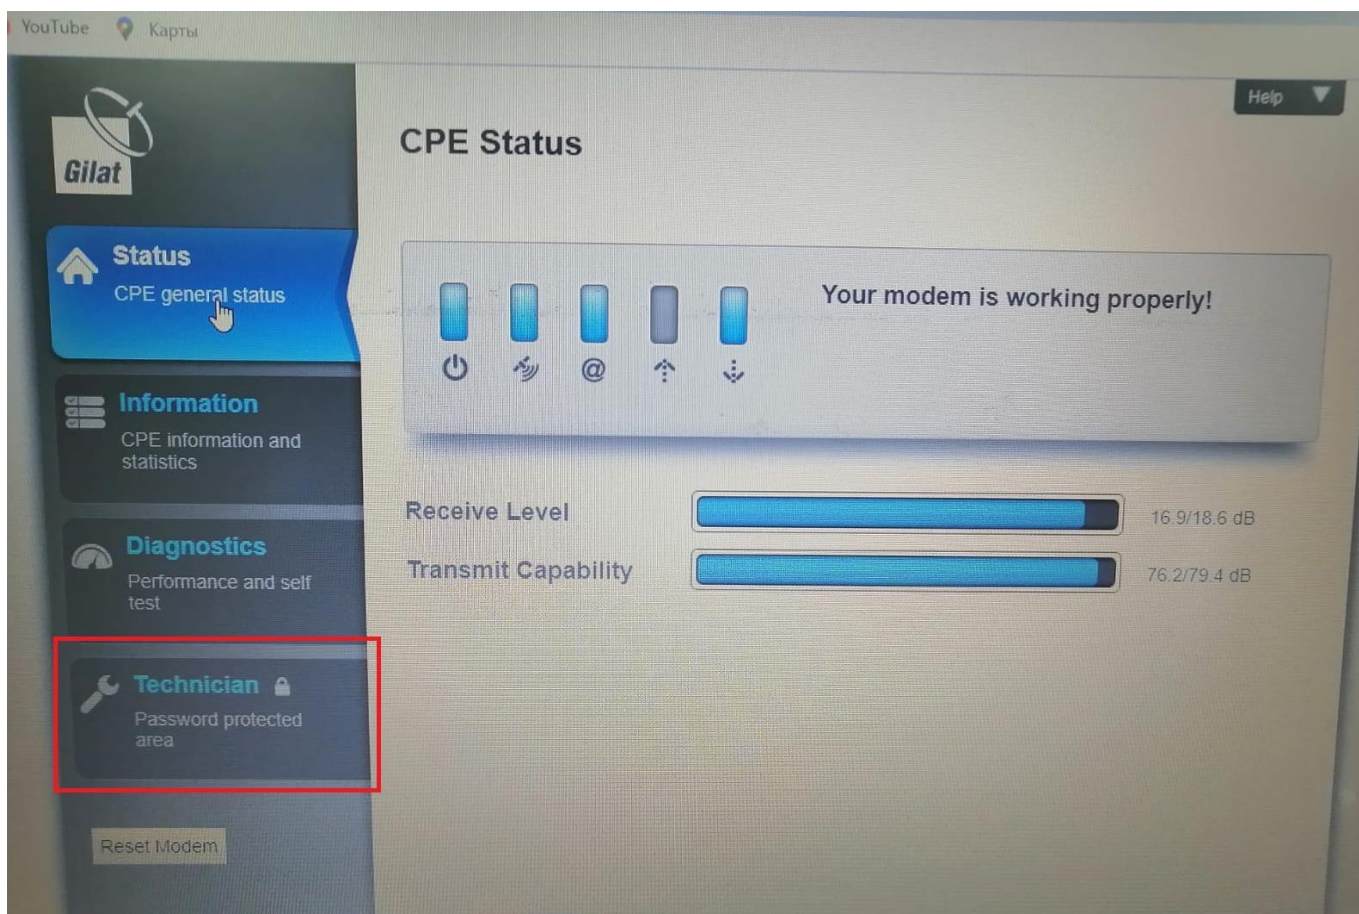 YouTube
Карты
Help
Gilat
CPE Status
Status
CPE general status
Your modem is working properly!
@
Information
CPE information and
statistics
Receive Level
16.9/18.6 dB
Diagnostics
Transmit Capability
76.2/79.4 dB
Performance and self
test
Technician
Password protected
area
Reset Modem